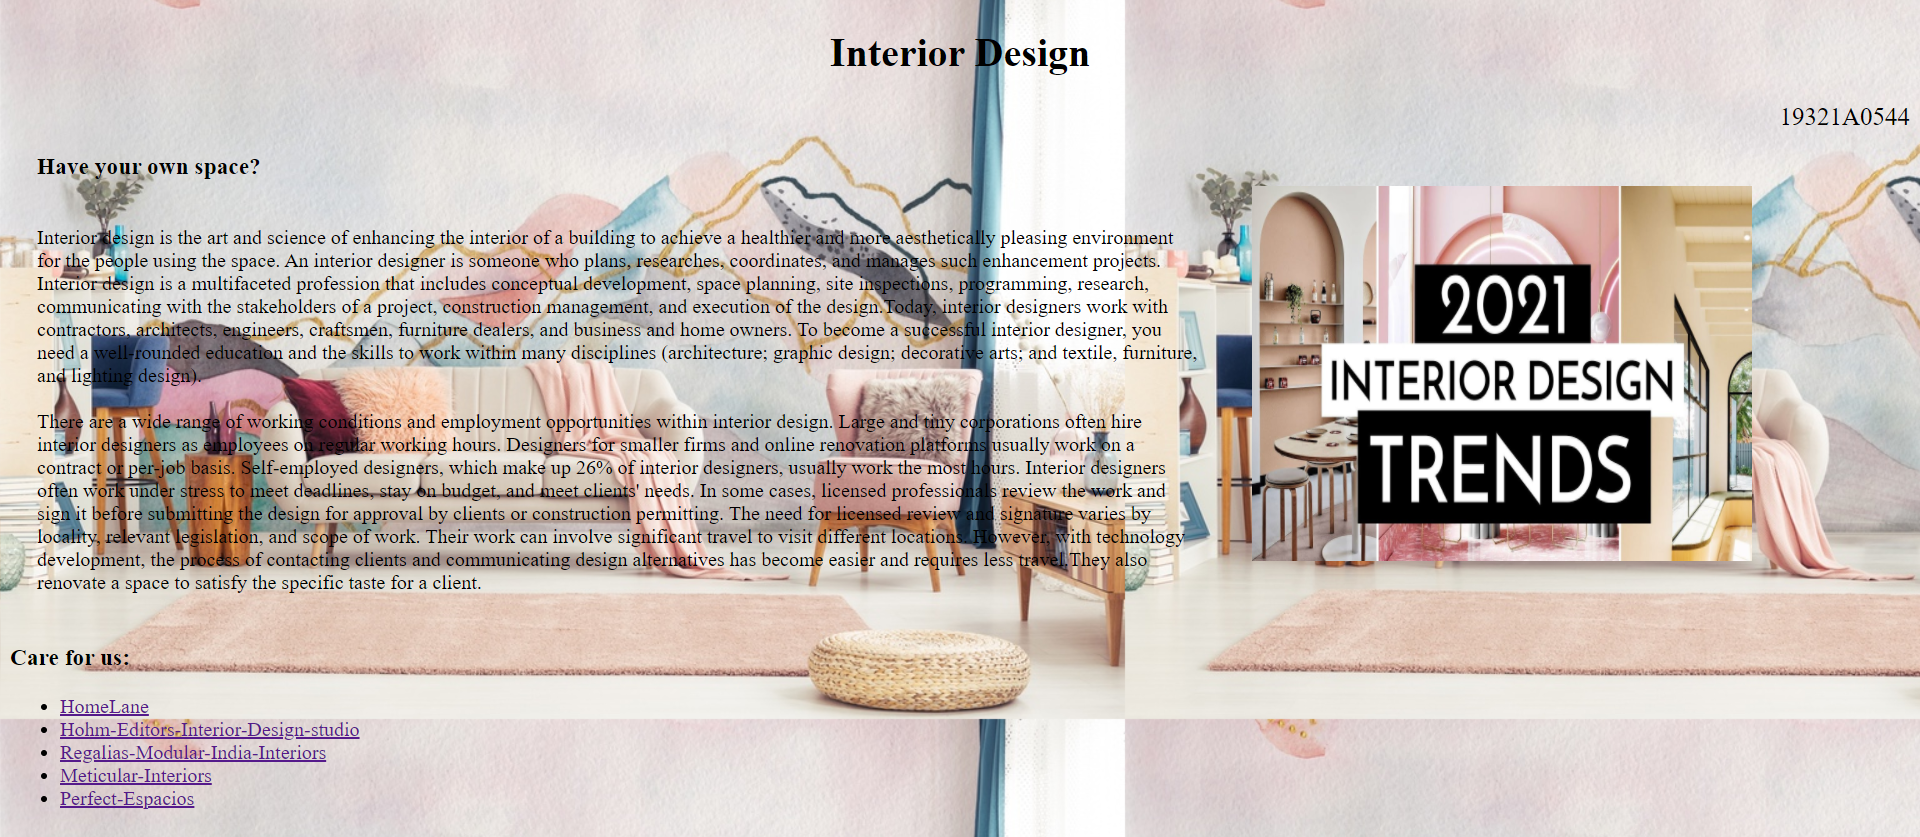 Interior Design
19321A0544
Have your own space?
Interior design is the art and science of enhancing the interior of a building to achieve a healthier and more aesthetically pleasing environment
for the people using the space. An interior designer is someone who plans, researches, coordinates, and manages such enhancement projects.
Interior design is a multifaceted profession that includes conceptual development, space planning, site inspections, programming, research,
communicating with the stakeholders of a project, construction management, and execution of the design.Today, interior designers work with
contractors, architects, engineers, craftsmen, furniture dealers, and business and home owners. To become a successful interior designer, you
need a well-rounded education and the skills to work within many disciplines (architecture; graphic design; decorative arts; and textile, furniture,
and lighting design).
There are a wide range of working conditions and employment opportunities within interior design. Large and tiny corporations often hire
interior designers as employees on regular working hours. Designers for smaller firms and online renovation platforms usually work on a
contract or per-job basis. Self-employed designers, which make up 26% of interior designers, usually work the most hours. Interior designers
often work under stress to meet deadlines, stay on budget, and meet clients' needs. In some cases, licensed professionals review the work and
sign it before submitting the design for approval by clients or construction permitting. The need for licensed review and signature varies by
locality, relevant legislation, and scope of work. Their work can involve significant travel to visit different locations. However, with technology
development, the process of contacting clients and communicating design alternatives has become easier and requires less travel.They also
renovate a space to satisfy the specific taste for a client.
2021
INTERIOR DESIGN
TRENDS
Care for us:
HomeLane
Hohm-Editors-Interior-Design-studio
Regalias-Modular-India-Interiors
Meticular-Interiors
Perfect-Espacios